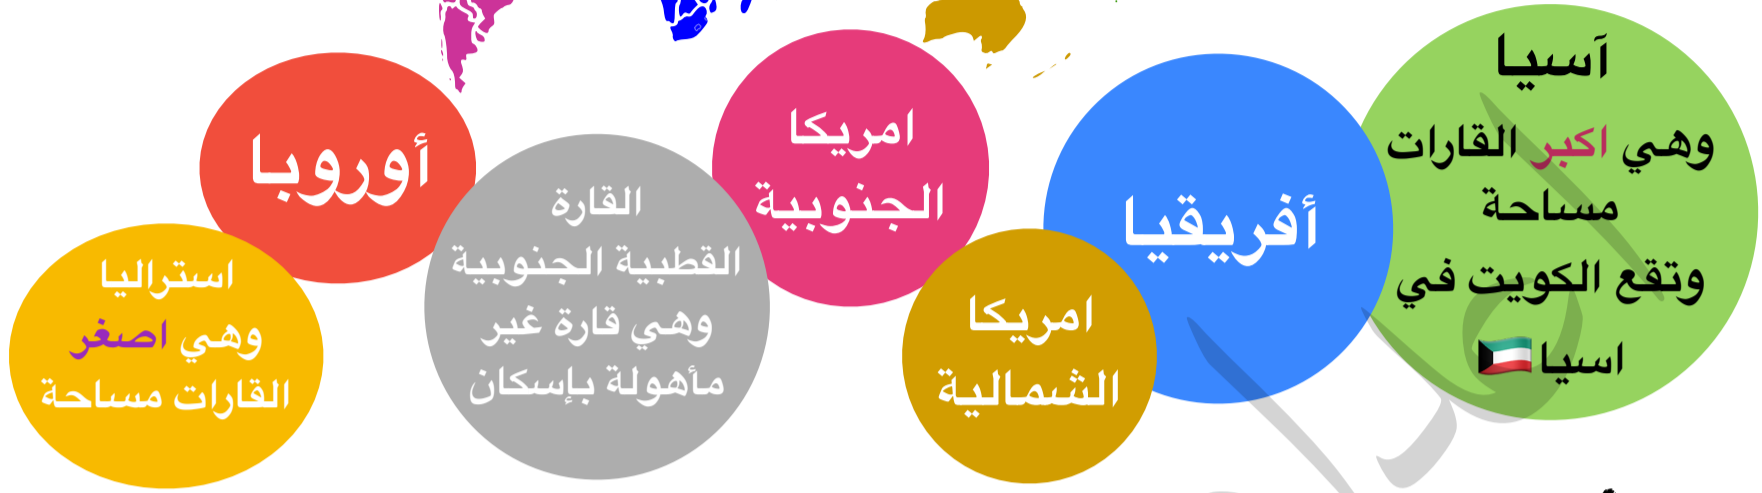 آسيا
وهي اكبر القارات
مساحة
وتقع الكويت في
اسيا
أفريقيا
امريكا
الشمالية
امريكا
الجنوبية
القارة
القطبية الجنوبية
وهي قارة غير
مأهولة بإسكان
أوروبا
استراليا
وهي اصغر
القارات مساحة